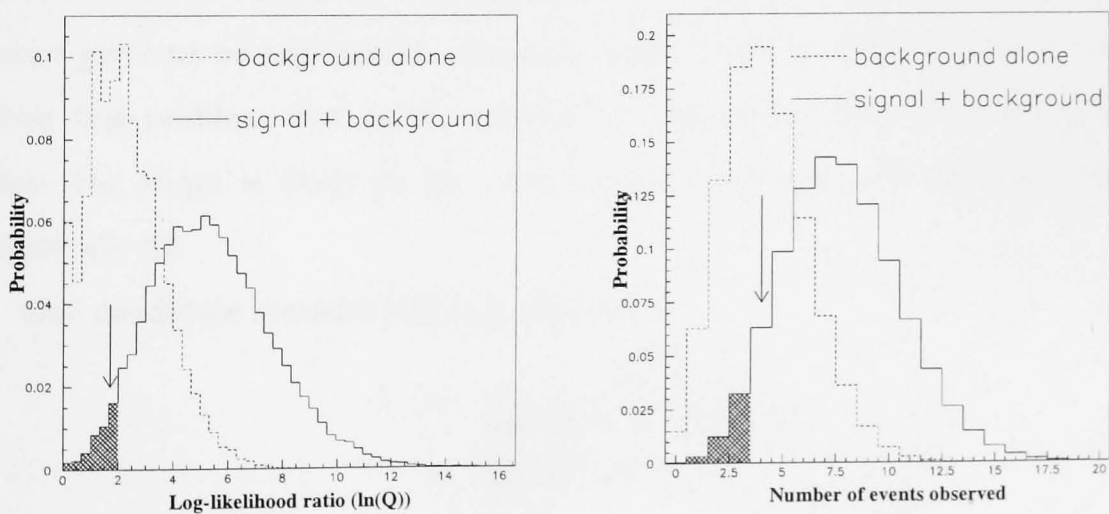 0.1
0.08
0.06
0.04
0.02
0
Probability
background alone
signal + background
0 2 4 6 8 10 12 14 16
Log-likelihood ratio (ln(Q))
0.2
0.175
0.15
0.125
0.1
0.075
0.05
0.025
0
Probability
background alone
signal + background
0 2.5 5 7.5 10 12.5 15 17.5 20
Number of events observed